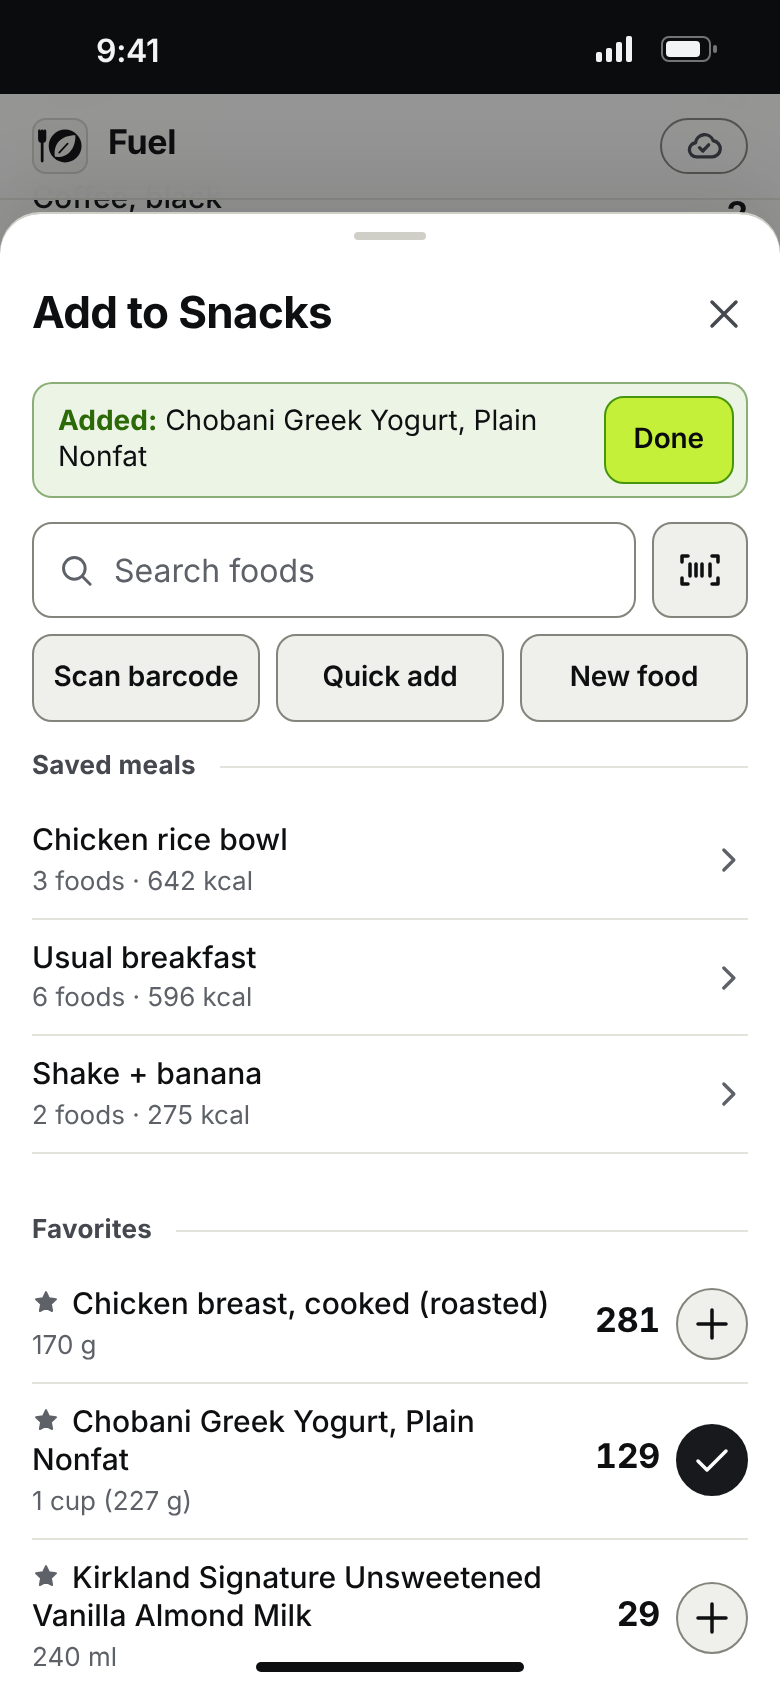 9:41
Fuel
Coffee, black
Add to Snacks
Added: Chobani Greek Yogurt, Plain
Nonfat
Done
Search foods
Scan barcode
Quick add
New food
Saved meals
Chicken rice bowl
3 foods · 642 kcal
Usual breakfast
6 foods · 596 kcal
Shake + banana
2 foods · 275 kcal
Favorites
Chicken breast, cooked (roasted)
281
170 g
Chobani Greek Yogurt, Plain
Nonfat
129
1 cup (227 g)
Kirkland Signature Unsweetened
Vanilla Almond Milk
29
240 ml